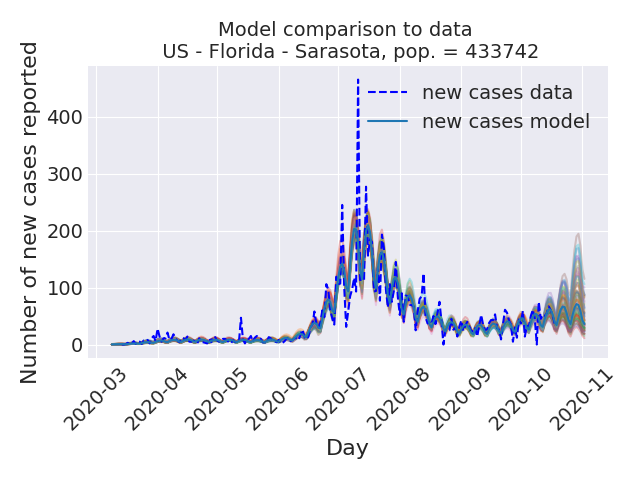 Model comparison to data
US - Florida - Sarasota, pop. = 433742
Number of new cases reported
400
300
200
100
0
new cases data
new cases model
2020-03
2020-04
2020-05
2020-06
2020-07
2020-08
2020-09
2020-10
2020-11
Day